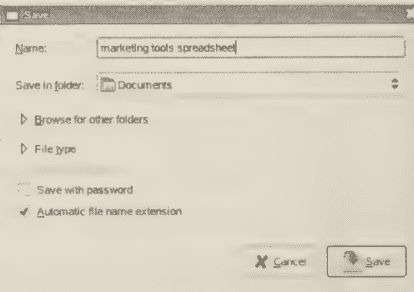 Save
Name: marketing tools spreadsheet
Save in folder: Documents
Browse for other folders
File type
Save with password
Automatic file name extension
Cancel Save